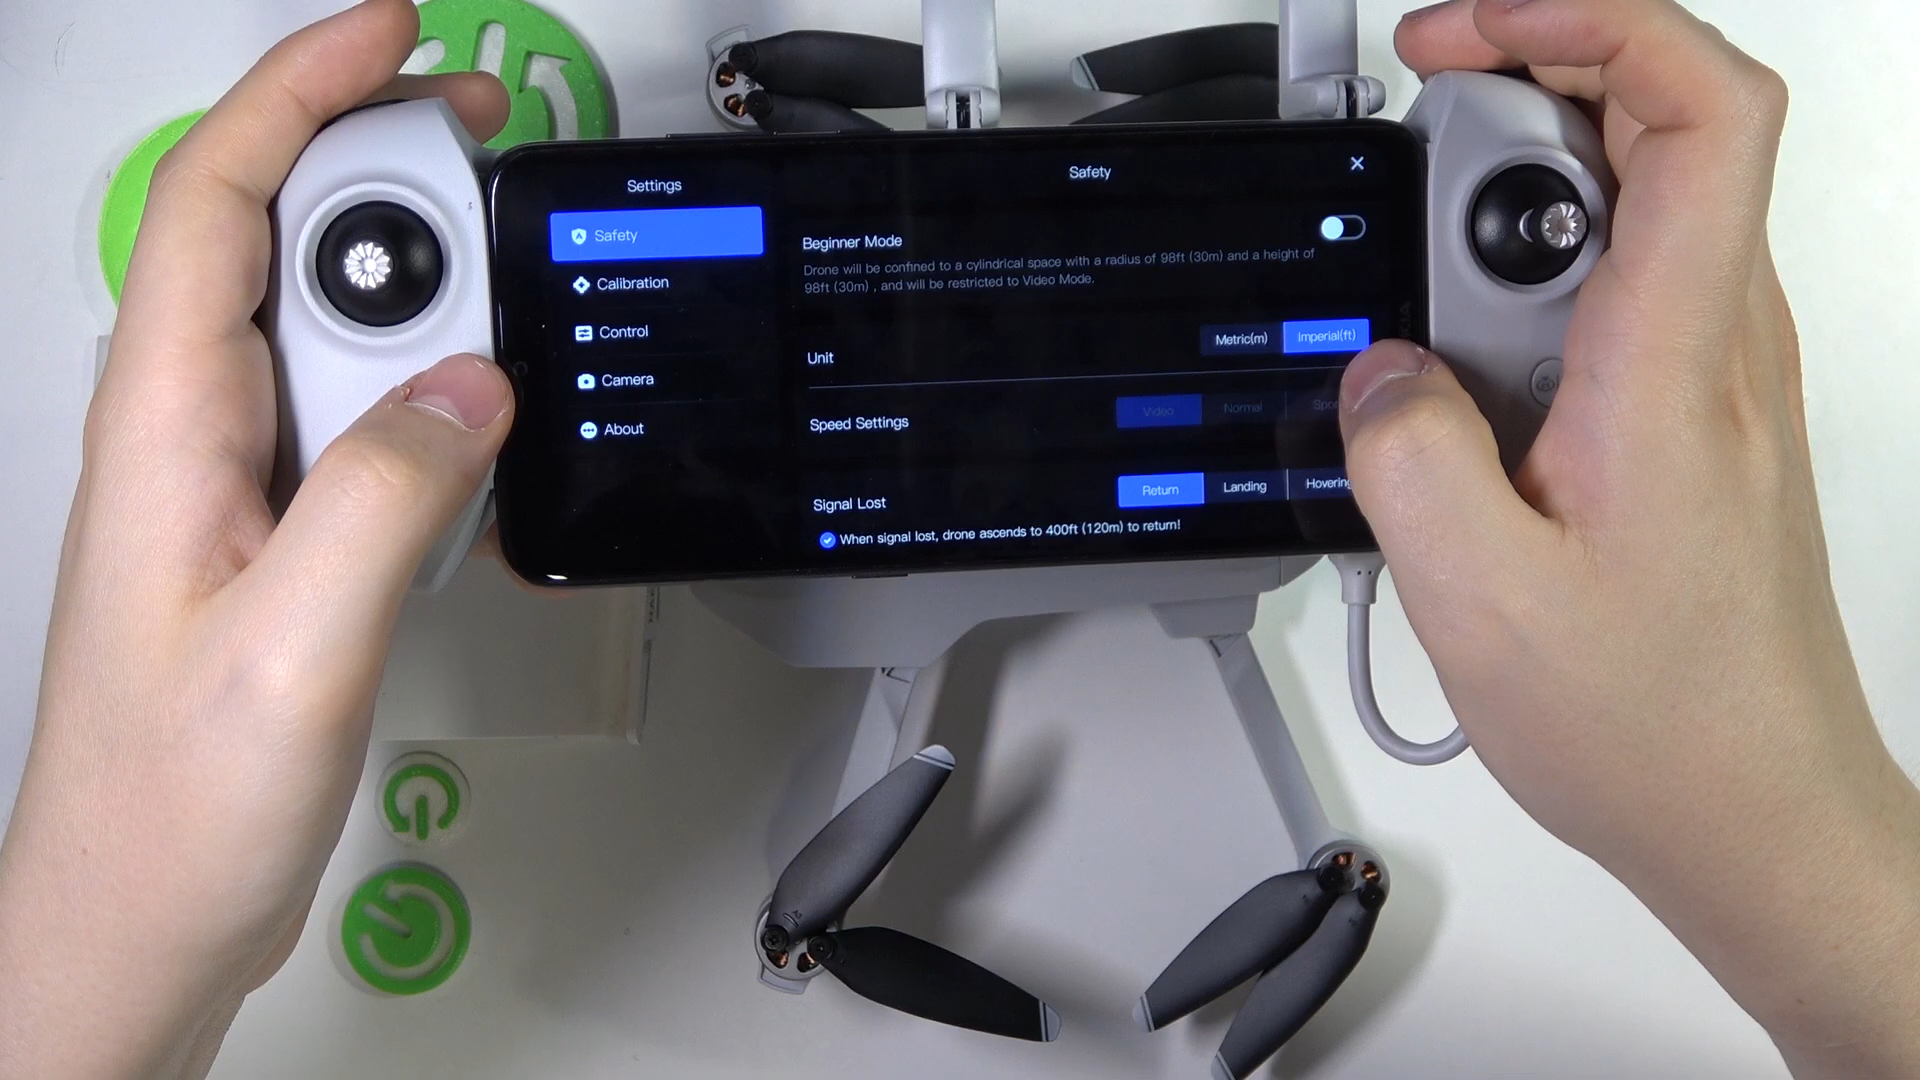 Settings
Safety
Calibration
Control
Camera
About
Safety
Beginner Mode
Drone will be confined to a cylindrical space with a radius of 98ft (30m) and a height of
98ft (30m) , and will be restricted to Video Mode.
Unit
Metric(m)
Imperial(ft)
Speed Settings
Video
Normal
Signal Lost
Return
Landing
Hovering
When signal lost, drone ascends to 400ft (120m) to return!